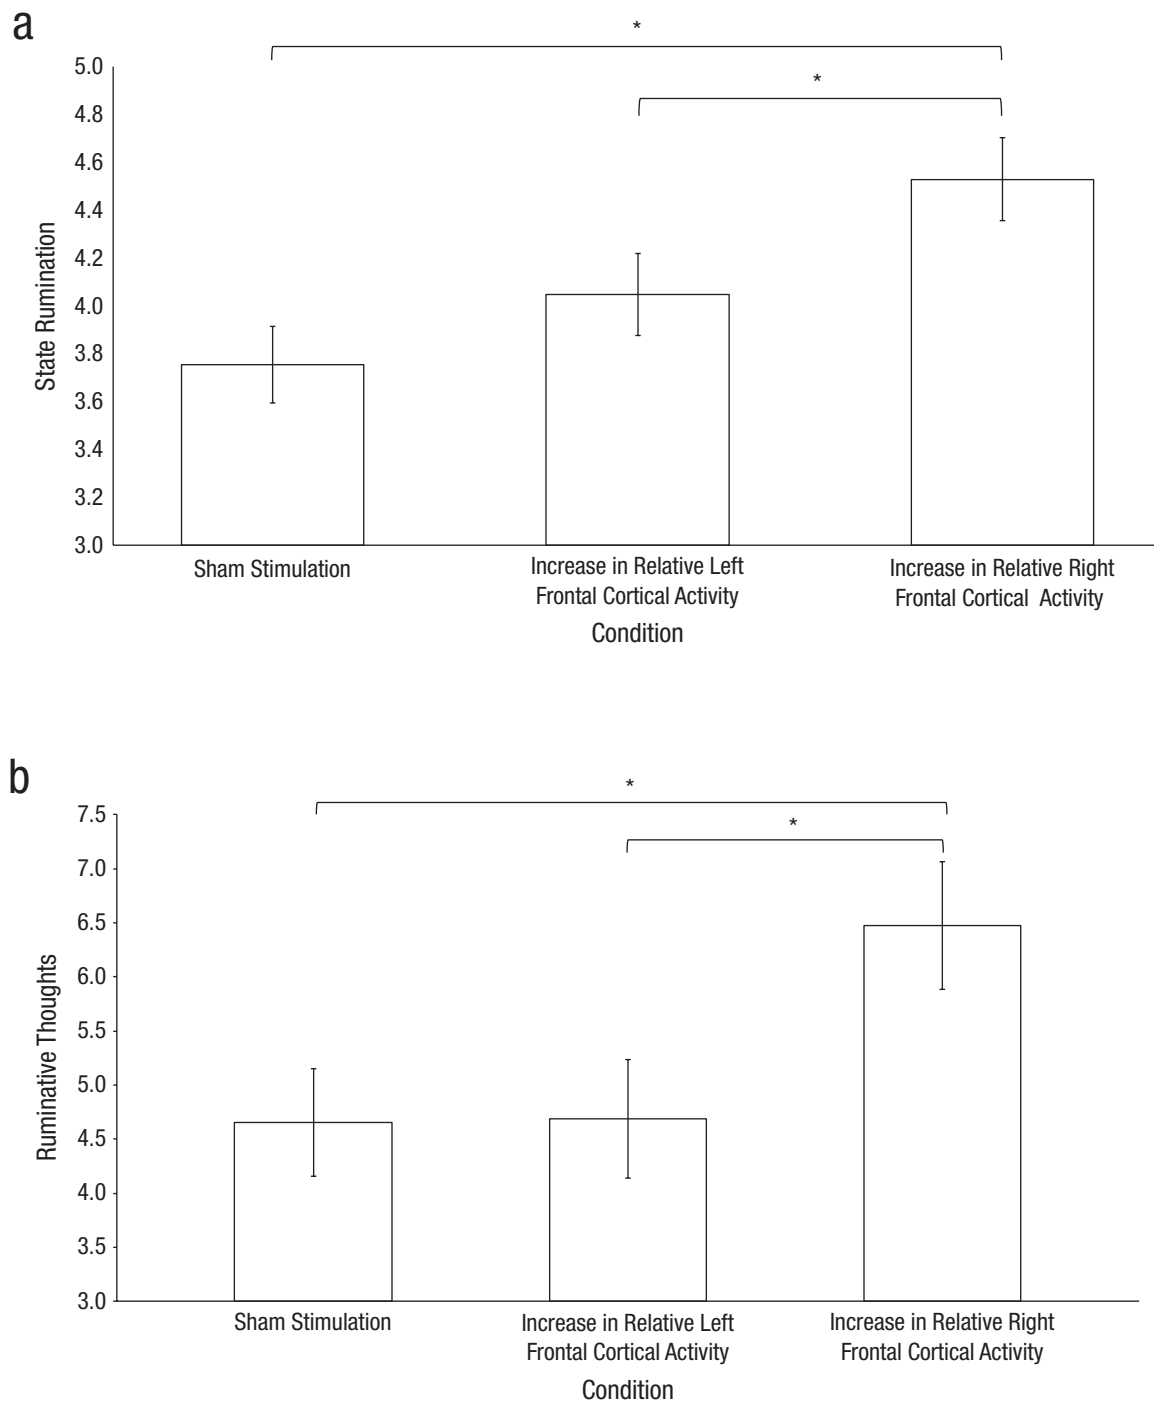 a
*
*
5.0
4.8
4.6
4.4
4.2
4.0
3.8
3.6
3.4
3.2
3.0
State Rumination
Sham Stimulation
Increase in Relative Left
Frontal Cortical Activity
Increase in Relative Right
Frontal Cortical Activity
Condition
b
*
*
7.5
7.0
6.5
6.0
5.5
5.0
4.5
4.0
3.5
3.0
Ruminative Thoughts
Sham Stimulation
Increase in Relative Left
Frontal Cortical Activity
Increase in Relative Right
Frontal Cortical Activity
Condition